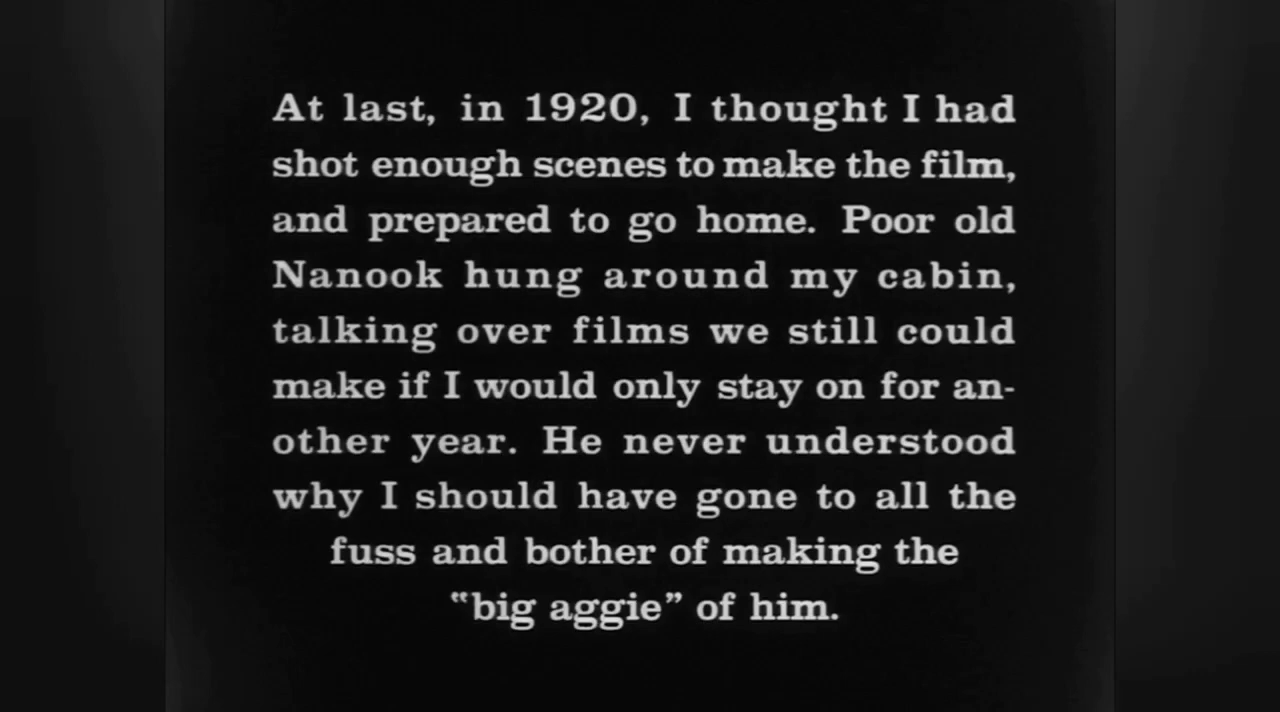 At last, in 1920, I thought I had
shot enough scenes to make the film,
and prepared to go home. Poor old
Nanook hung around my cabin,
talking over films we still could
make if I would only stay on for an-
other year. He never understood
why I should have gone to all the
fuss and bother of making the
“big aggie” of him.